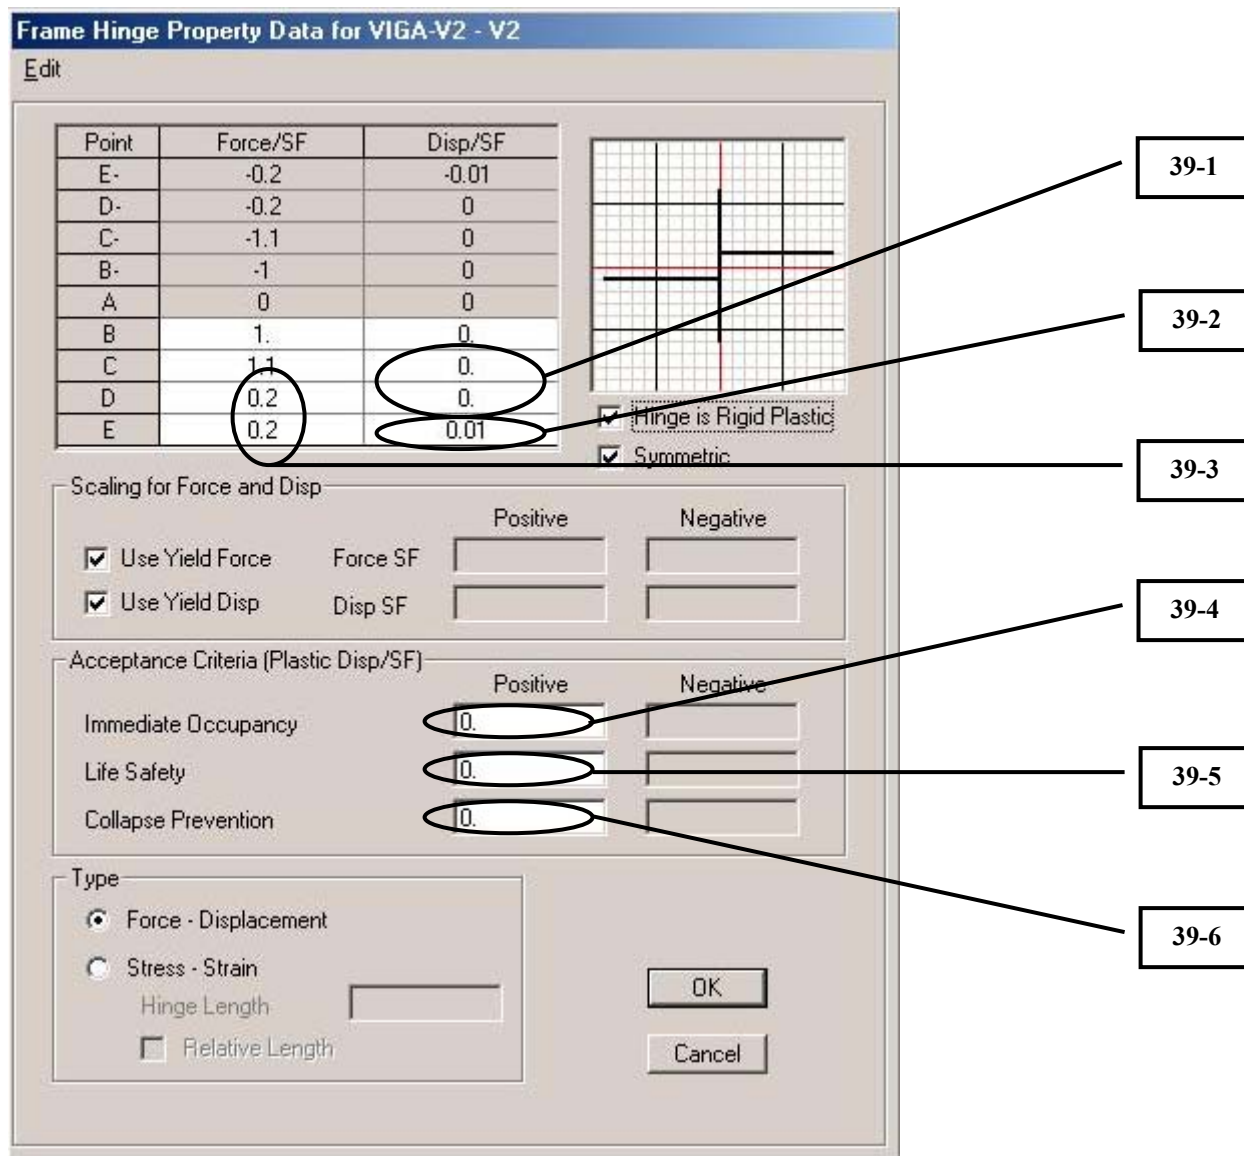 Frame Hinge Property Data for VIGA-V2 - V2
Edit
Point Force/SF Disp/SF
E- -0.2 -0.01
D- -0.2 0
C- -1.1 0
B- -1 0
A 0 0
B 1. 0.
C 1.1 0.
D 0.2 0.
E 0.2 0.01
Hinge is Rigid Plastic
Symmetric
39-1
39-2
39-3
Scaling for Force and Disp
Positive Negative
Use Yield Force Force SF
Use Yield Disp Disp SF
39-4
Acceptance Criteria (Plastic Disp/SF)
Positive Negative
Immediate Occupancy 0.
Life Safety 0.
Collapse Prevention 0.
39-5
39-6
Type
Force - Displacement
Stress - Strain
Hinge Length
Relative Length
OK
Cancel